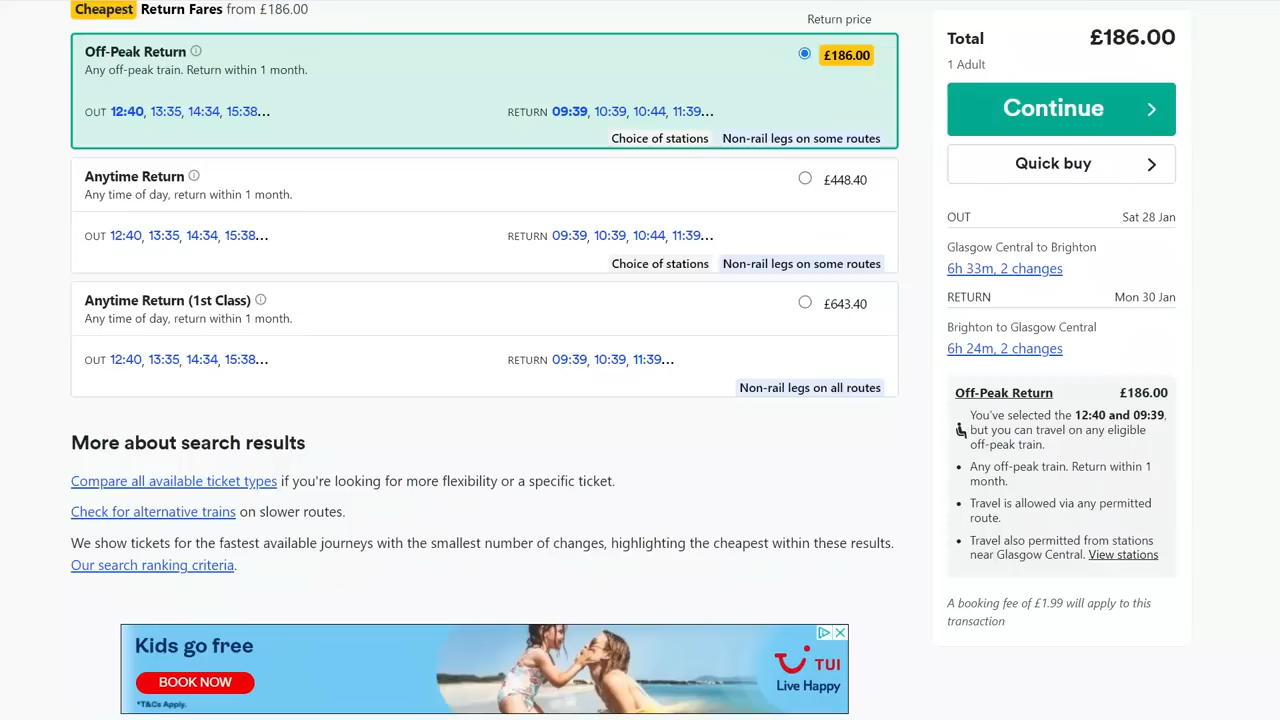 Cheapest Return Fares from £186.00
Return price
Off-Peak Return
£186.00
Any off-peak train. Return within 1 month.
OUT 12:40, 13:35, 14:34, 15:38...
RETURN 09:39, 10:39, 10:44, 11:39...
Choice of stations Non-rail legs on some routes
Anytime Return
£448.40
Any time of day, return within 1 month.
OUT 12:40, 13:35, 14:34, 15:38...
RETURN 09:39, 10:39, 10:44, 11:39...
Choice of stations Non-rail legs on some routes
Anytime Return (1st Class)
£643.40
Any time of day, return within 1 month.
OUT 12:40, 13:35, 14:34, 15:38...
RETURN 09:39, 10:39, 11:39...
Non-rail legs on all routes
More about search results
Compare all available ticket types if you're looking for more flexibility or a specific ticket.
Check for alternative trains on slower routes.
We show tickets for the fastest available journeys with the smallest number of changes, highlighting the cheapest within these results.
Our search ranking criteria.
Kids go free
BOOK NOW
*T&Cs Apply.
TUI
Live Happy
Total £186.00
1 Adult
Continue
Quick buy
OUT Sat 28 Jan
Glasgow Central to Brighton
6h 33m, 2 changes
RETURN Mon 30 Jan
Brighton to Glasgow Central
6h 24m, 2 changes
Off-Peak Return £186.00
You've selected the 12:40 and 09:39,
but you can travel on any eligible
off-peak train.
• Any off-peak train. Return within 1
month.
• Travel is allowed via any permitted
route.
• Travel also permitted from stations
near Glasgow Central. View stations
A booking fee of £1.99 will apply to this
transaction